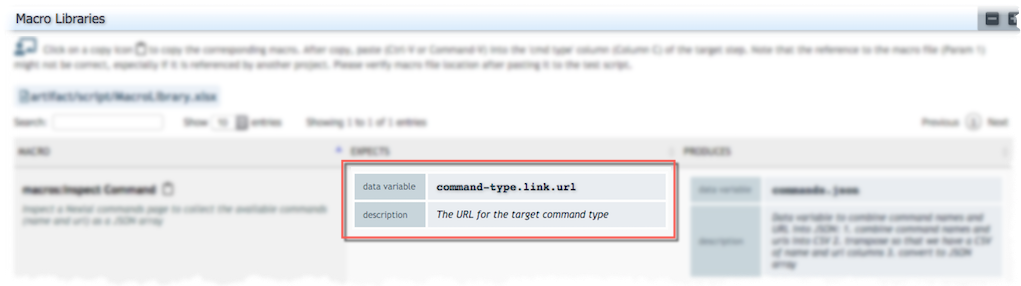 Macro Libraries
Click on a copy icon to copy the corresponding macro. After copy, paste (Ctrl-V or Command-V) into the 'cmd type' column (Column C) of the target step. Note that the reference to the macro file (Param 1)
might not be correct, especially if it is referenced by another project. Please verify macro file location after pasting it to the test script.
artifact/script/MacroLibrary.xlsx
Search: Show 10 entries Showing 1 to 1 of 1 entries Previous 1 Next
MACRO EXPECTS PRODUCES
macros:Inspect Command data variable command-type.link.url data variable commands.json
Inspect a Nexial commands page to collect the available commands
(name and url) as a JSON array
description The URL for the target command type
description Data variable to combine command names and
URL into JSON: 1. combine command names and
urls into CSV 2. transpose so that we have a CSV
of name and url columns 3. convert to JSON
array